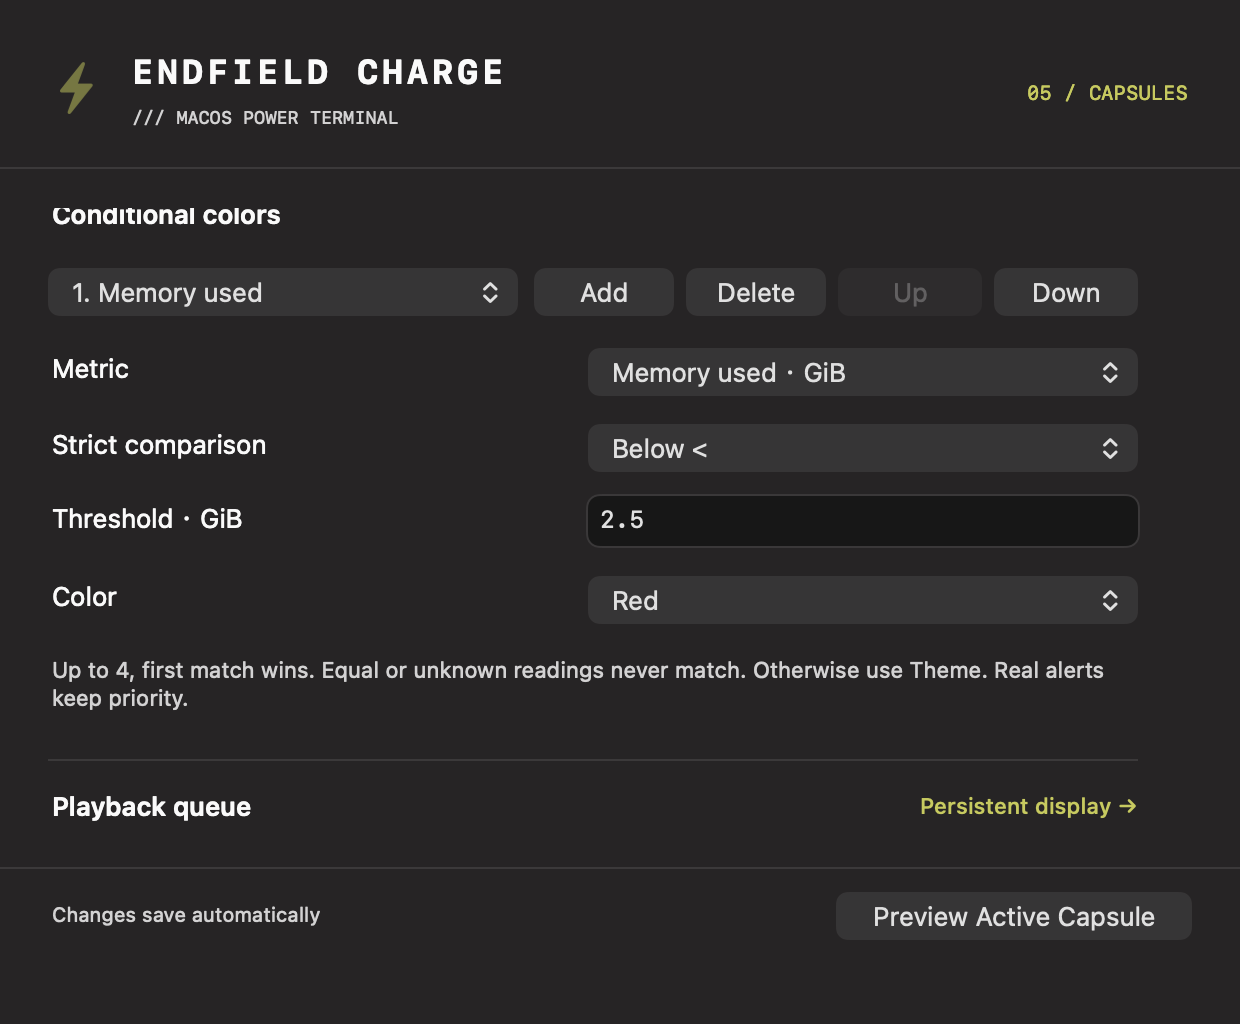 ENDFIELD CHARGE
/// MACOS POWER TERMINAL
05 / CAPSULES
Conditional colors
1. Memory used
Add
Delete
Up
Down
Metric
Memory used · GiB
Strict comparison
Below <
Threshold · GiB
2.5
Color
Red
Up to 4, first match wins. Equal or unknown readings never match. Otherwise use Theme. Real alerts
keep priority.
Playback queue
Persistent display →
Changes save automatically
Preview Active Capsule